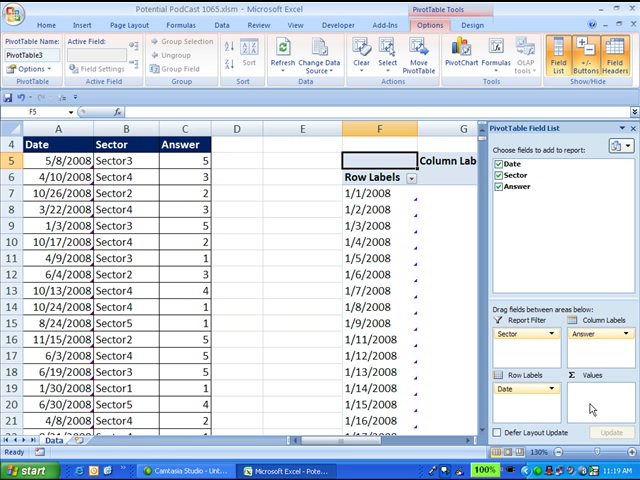 Potential PodCast 1065.xlsm - Microsoft Excel
PivotTable Tools
Home Insert Page Layout Formulas Data Review View Developer Add-Ins Options Design
PivotTable Name:
PivotTable3
Options
PivotTable
Active Field:
Field Settings
Active Field
Group Selection
Ungroup
Group Field
Group
Sort
Sort
Refresh
Change Data Source
Data
Clear
Select
Move PivotTable
Actions
PivotChart
Formulas
OLAP tools
Tools
Field List
+/- Buttons
Field Headers
Show/Hide
F5
fx
A B C D E F G
4 Date Sector Answer
5 5/8/2008 Sector3 5 Column Lab
6 4/10/2008 Sector4 3 Row Labels
7 10/26/2008 Sector2 2 1/1/2008
8 3/22/2008 Sector4 3 1/2/2008
9 1/3/2008 Sector4 5 1/3/2008
10 10/17/2008 Sector4 2 1/4/2008
11 4/9/2008 Sector3 1 1/5/2008
12 6/4/2008 Sector2 3 1/6/2008
13 10/13/2008 Sector4 4 1/7/2008
14 10/24/2008 Sector4 1 1/8/2008
15 8/24/2008 Sector5 1 1/9/2008
16 11/15/2008 Sector2 5 1/11/2008
17 6/3/2008 Sector4 5 1/12/2008
18 6/19/2008 Sector3 5 1/13/2008
19 1/30/2008 Sector1 1 1/14/2008
20 6/30/2008 Sector5 4 1/15/2008
21 4/8/2008 Sector4 2 1/16/2008
PivotTable Field List
Choose fields to add to report:
Date
Sector
Answer
Drag fields between areas below:
Report Filter
Column Labels
Sector
Answer
Row Labels
Σ Values
Date
Defer Layout Update
Update
Data
Ready
130%
start
Camtasia Studio - Unt...
Microsoft Excel - Pote...
100%
11:19 AM